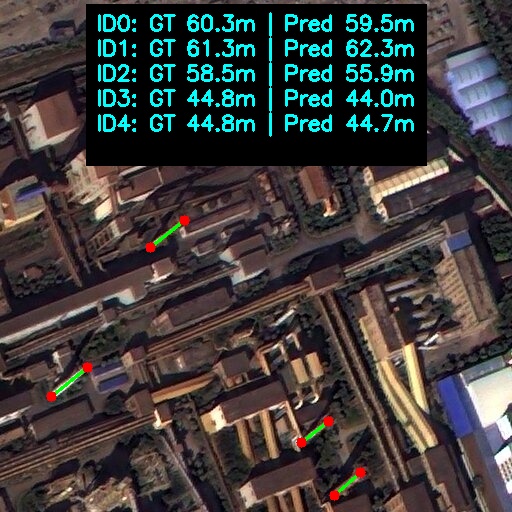 ID0: GT 60.3m | Pred 59.5m
ID1: GT 61.3m | Pred 62.3m
ID2: GT 58.5m | Pred 55.9m
ID3: GT 44.8m | Pred 44.0m
ID4: GT 44.8m | Pred 44.7m